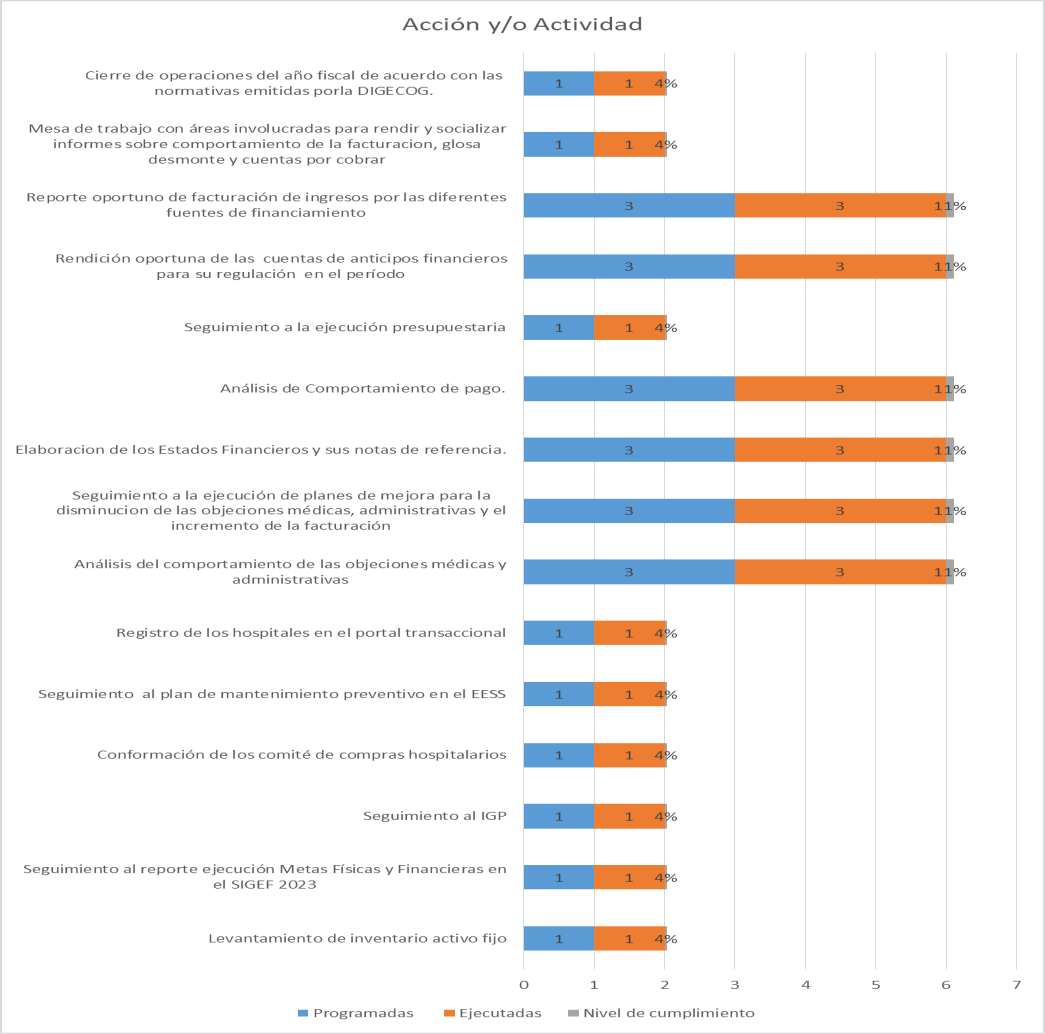 Acción y/o Actividad
Cierre de operaciones del año fiscal de acuerdo con las
normativas emitidas porla DIGECOG.
1 1 4%
Mesa de trabajo con áreas involucradas para rendir y socializar
informes sobre comportamiento de la facturacion, glosa
desmonte y cuentas por cobrar
1 1 4%
Reporte oportuno de facturación de ingresos por las diferentes
fuentes de financiamiento
3 3 11%
Rendición oportuna de las cuentas de anticipos financieros
para su regulación en el período
3 3 11%
Seguimiento a la ejecución presupuestaria
1 1 4%
Análisis de Comportamiento de pago.
3 3 11%
Elaboracion de los Estados Financieros y sus notas de referencia.
3 3 11%
Seguimiento a la ejecución de planes de mejora para la
disminucion de las objeciones médicas, administrativas y el
incremento de la facturación
3 3 11%
Análisis del comportamiento de las objeciones médicas y
administrativas
3 3 11%
Registro de los hospitales en el portal transaccional
1 1 4%
Seguimiento al plan de mantenimiento preventivo en el EESS
1 1 4%
Conformación de los comité de compras hospitalarios
1 1 4%
Seguimiento al IGP
1 1 4%
Seguimiento al reporte ejecución Metas Físicas y Financieras en
el SIGEF 2023
1 1 4%
Levantamiento de inventario activo fijo
1 1 4%
0 1 2 3 4 5 6 7
Programadas Ejecutadas Nivel de cumplimiento